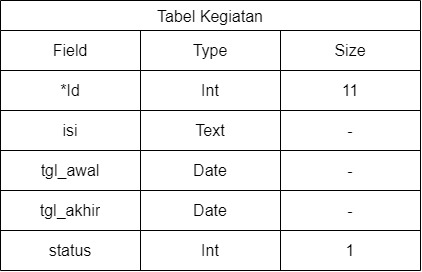 Tabel Kegiatan
Field Type Size
*Id Int 11
isi Text -
tgl_awal Date -
tgl_akhir Date -
status Int 1